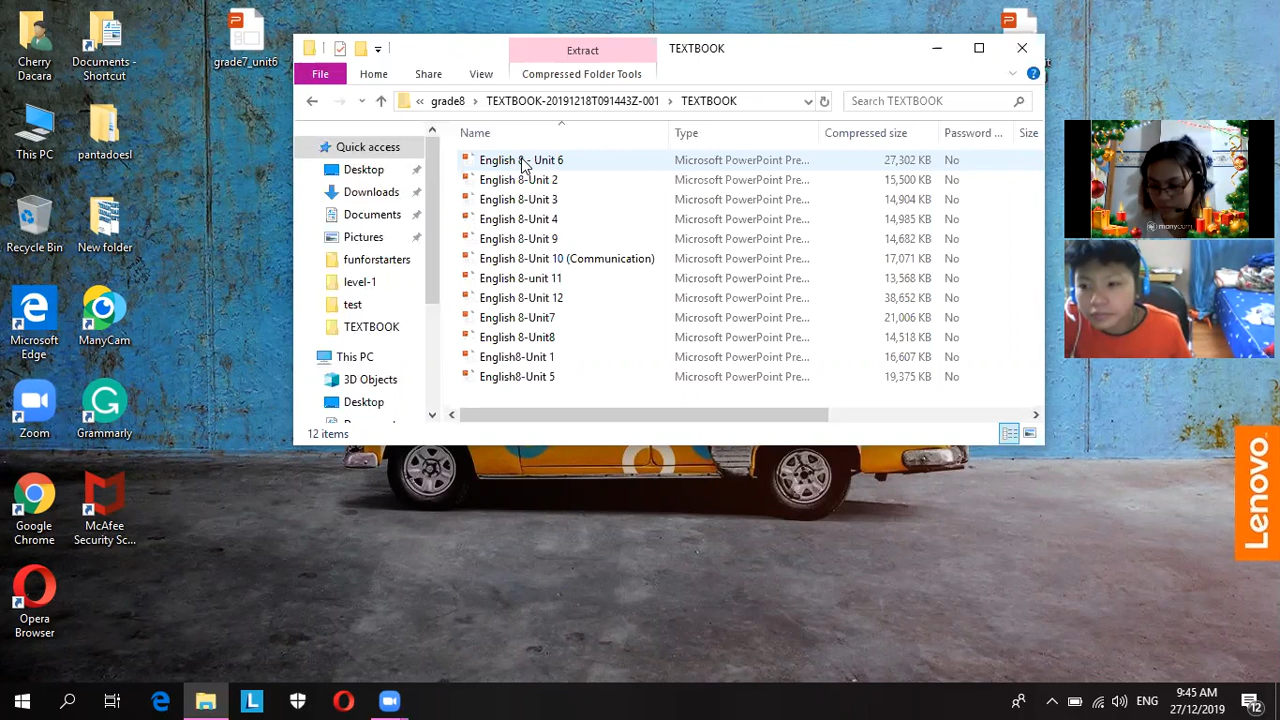 Cherry
Dacara
Documents -
Shortcut
grade7_unit6
This PC
pantadoesl
Recycle Bin
New folder
Microsoft
Edge
ManyCam
Zoom
Grammarly
Google
Chrome
McAfee
Security Sc...
Opera
Browser
Extract
TEXTBOOK
File
Home
Share
View
Compressed Folder Tools
« grade8 > TEXTBOOK-20191218T091443Z-001 > TEXTBOOK
Search TEXTBOOK
Quick access
Desktop
Downloads
Documents
Pictures
funforstarters
level-1
test
TEXTBOOK
This PC
3D Objects
Desktop
Name Type Compressed size Password ... Size
English 8 - Unit 6 Microsoft PowerPoint Pre... 27,302 KB No
English 8-Unit 2 Microsoft PowerPoint Pre... 15,500 KB No
English 8-Unit 3 Microsoft PowerPoint Pre... 14,904 KB No
English 8-Unit 4 Microsoft PowerPoint Pre... 14,985 KB No
English 8-Unit 9 Microsoft PowerPoint Pre... 14,682 KB No
English 8-Unit 10 (Communication) Microsoft PowerPoint Pre... 17,071 KB No
English 8-unit 11 Microsoft PowerPoint Pre... 13,568 KB No
English 8-Unit 12 Microsoft PowerPoint Pre... 38,652 KB No
English 8-Unit7 Microsoft PowerPoint Pre... 21,006 KB No
English 8-Unit8 Microsoft PowerPoint Pre... 14,518 KB No
English8-Unit 1 Microsoft PowerPoint Pre... 16,607 KB No
English8-Unit 5 Microsoft PowerPoint Pre... 19,375 KB No
12 items
manycam
Lenovo
ENG
9:45 AM
27/12/2019
12